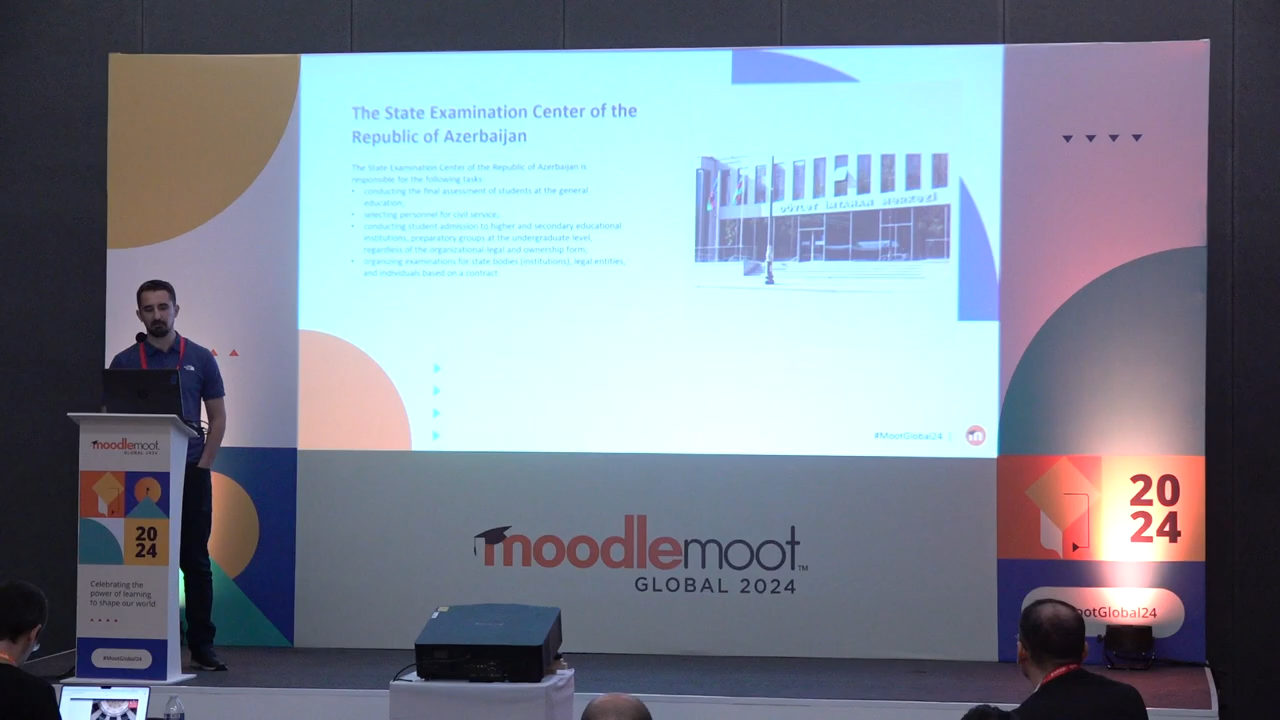 The State Examination Center of the
Republic of Azerbaijan
The State Examination Center of the Republic of Azerbaijan is
responsible for the following tasks:
• conducting the final assessment of students at the general
education;
• selecting personnel for civil service;
• conducting student admission to higher and secondary educational
institutions, preparatory groups at the undergraduate level,
regardless of the organizational-legal and ownership form;
• organizing examinations for state bodies (institutions), legal entities,
and individuals based on a contract.
DÖVLƏT İMTAHAN MƏRKƏZİ
#MootGlobal24
moodlemoot
GLOBAL 2024
20
24
Celebrating the
power of learning
to shape our world
#MootGlobal24
moodlemoot™
GLOBAL 2024
20
24
ootGlobal24